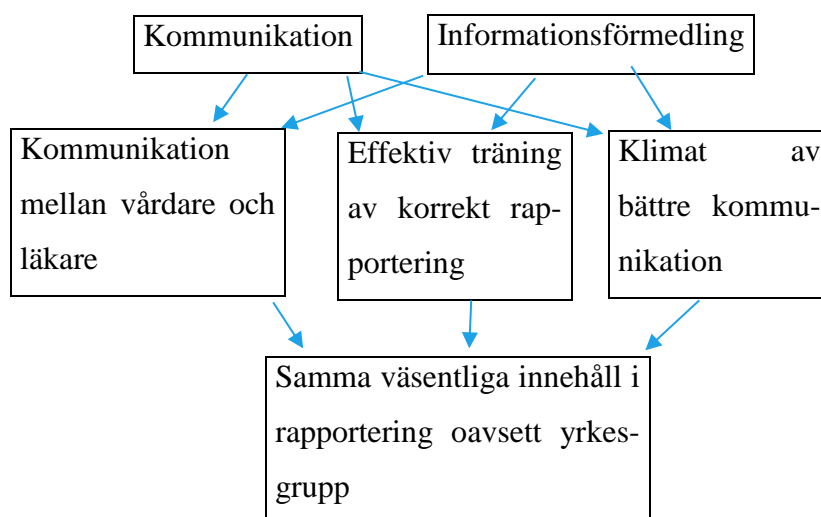 Kommunikation
Informationsförmedling
Kommunikation
mellan vårdare och
läkare
Effektiv träning
av korrekt rap-
portering
Klimat av
bättre kommu-
nikation
Samma väsentliga innehåll i
rapportering oavsett yrkes-
grupp